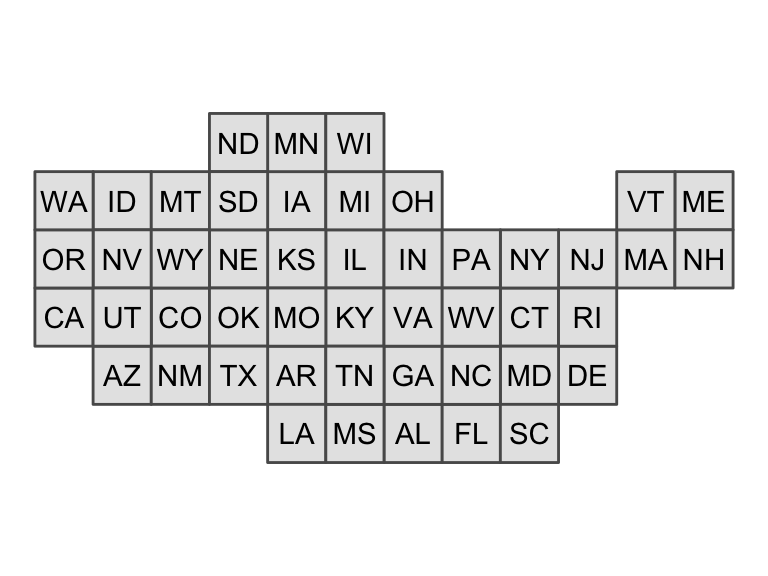 ND MN WI
WA ID MT SD IA MI OH VT ME
OR NV WY NE KS IL IN PA NY NJ MA NH
CA UT CO OK MO KY VA WV CT RI
AZ NM TX AR TN GA NC MD DE
LA MS AL FL SC